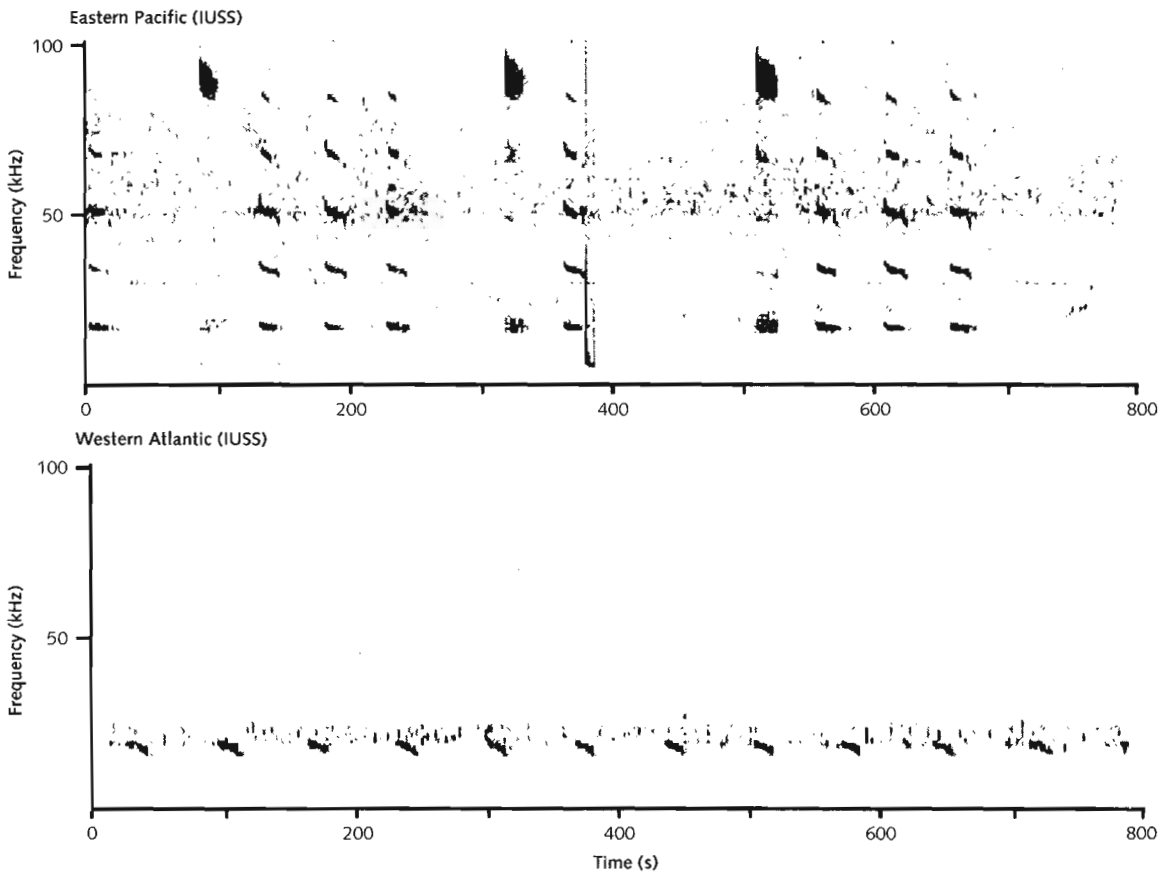 Eastern Pacific (IUSS)
100
50
Frequency (kHz)
0 200 400 600 800
Western Atlantic (IUSS)
100
50
Frequency (kHz)
0 200 400 600 800
Time (s)